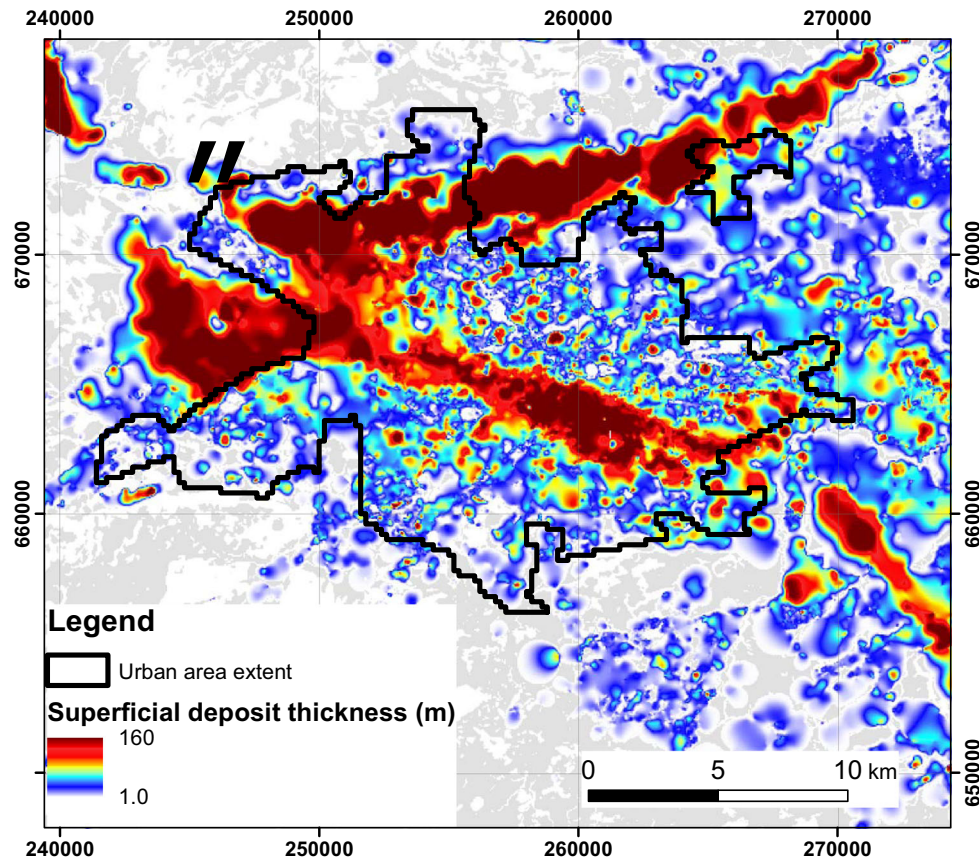 240000 250000 260000 270000
670000 670000
660000 660000
Legend
Urban area extent
Superficial deposit thickness (m)
160
1.0
0 5 10 km
650000 650000
240000 250000 260000 270000